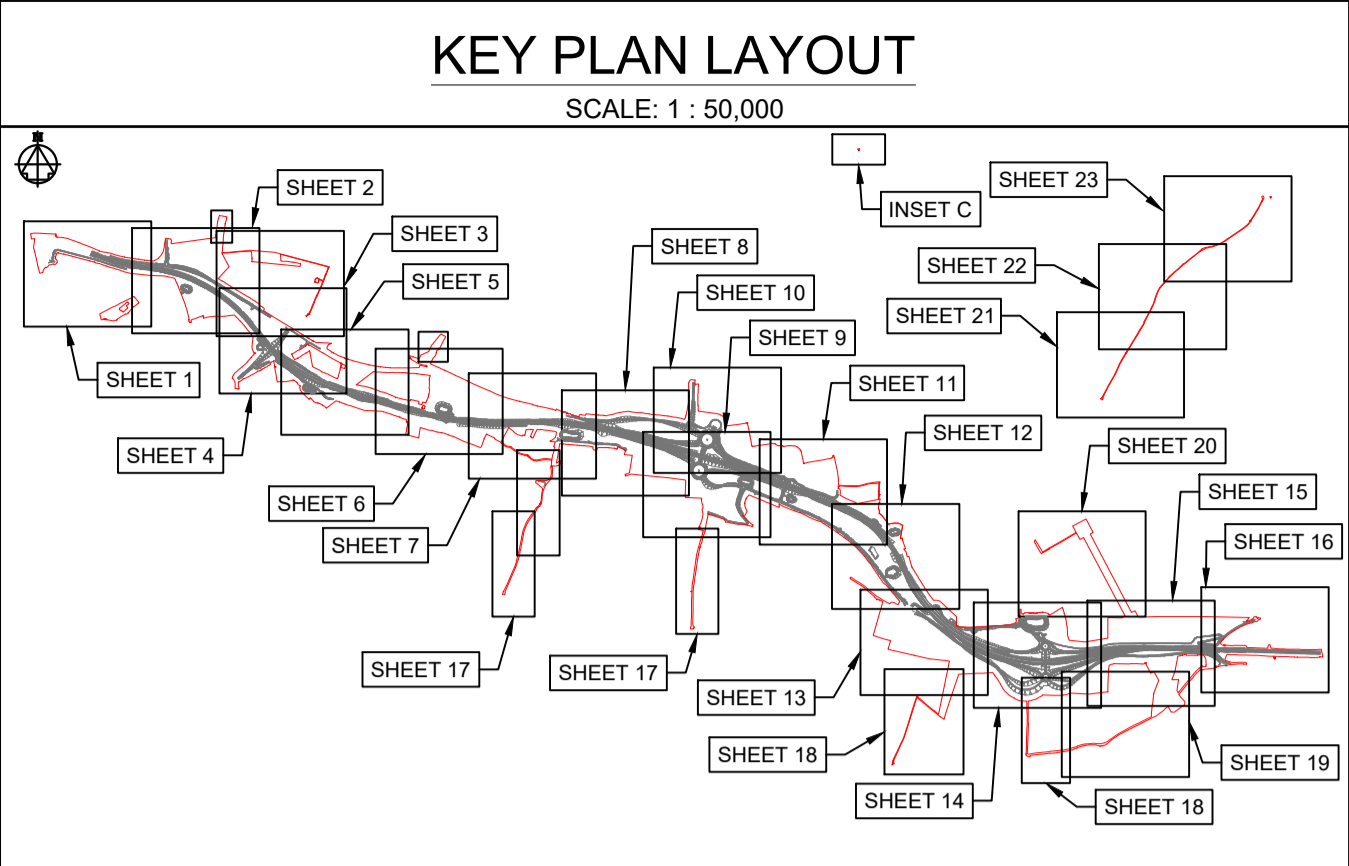 KEY PLAN LAYOUT
SCALE: 1 : 50,000
N
INSET C
SHEET 23
SHEET 2
SHEET 3
SHEET 8
SHEET 22
SHEET 5
SHEET 10
SHEET 21
SHEET 9
SHEET 1
SHEET 11
SHEET 12
SHEET 20
SHEET 4
SHEET 15
SHEET 6
SHEET 16
SHEET 7
SHEET 17
SHEET 17
SHEET 13
SHEET 18
SHEET 19
SHEET 14
SHEET 18